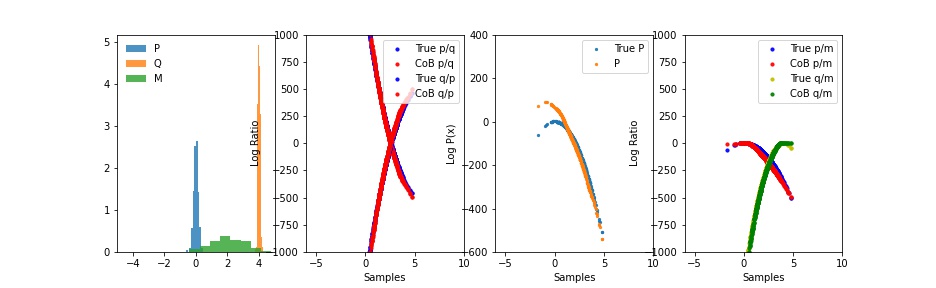 P
Q
M
5
4
3
2
1
0
−4
−2
0
2
4
Log Ratio
1000
750
500
250
0
−250
−500
−750
1000
True p/q
CoB p/q
True q/p
CoB q/p
−5
0
5
10
Samples
Log P(x)
400
200
0
−200
−400
−600
True P
P
−5
0
5
10
Samples
Log Ratio
1000
750
500
250
0
−250
−500
−750
1000
True p/m
CoB p/m
True q/m
CoB q/m
−5
0
5
10
Samples